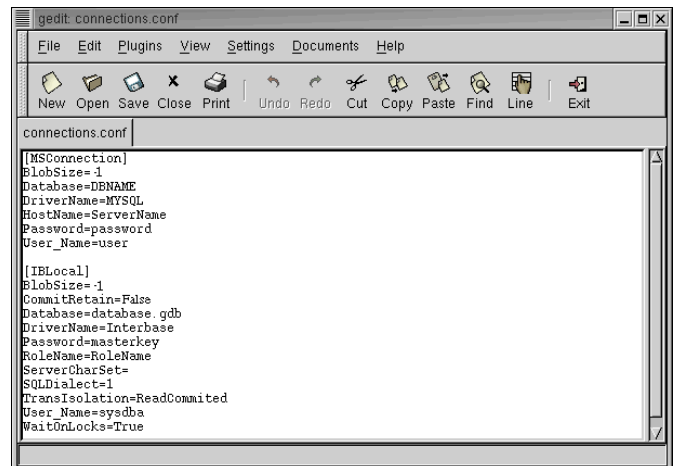 gedit: connections.conf
File Edit Plugins View Settings Documents Help
New Open Save Close Print Undo Redo Cut Copy Paste Find Line Exit
connections.conf
[MSConnection]
BlobSize=-1
Database=DBNAME
DriverName=MYSQL
HostName=ServerName
Password=password
User_Name=user
[IBLocal]
BlobSize=-1
CommitRetain=False
Database=database.gdb
DriverName=Interbase
Password=masterkey
RoleName=RoleName
ServerCharSet=
SQLDialect=1
TransIsolation=ReadCommited
User_Name=sysdba
WaitOnLocks=True